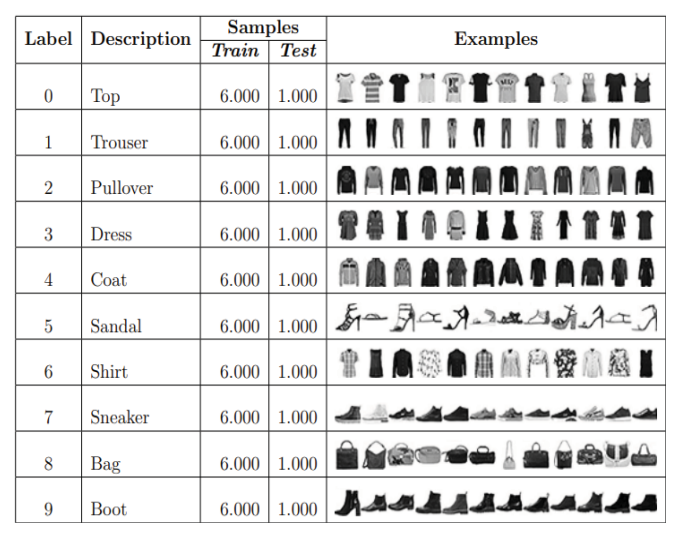 Label Description Samples Examples
Train Test
0 Top 6.000 1.000
1 Trouser 6.000 1.000
2 Pullover 6.000 1.000
3 Dress 6.000 1.000
4 Coat 6.000 1.000
5 Sandal 6.000 1.000
6 Shirt 6.000 1.000
7 Sneaker 6.000 1.000
8 Bag 6.000 1.000
9 Boot 6.000 1.000